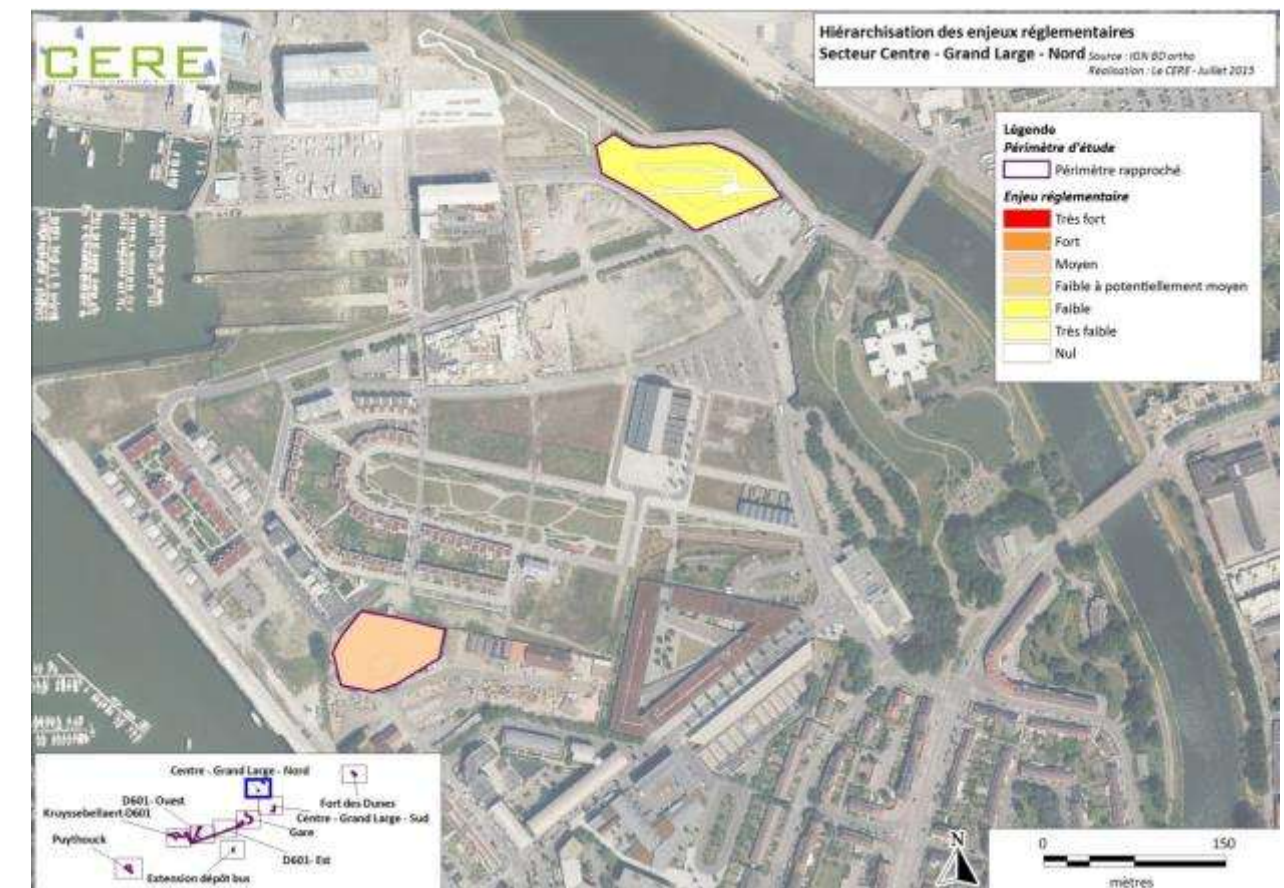 CERE
Hiérarchisation des enjeux réglementaires
Secteur Centre - Grand Large - Nord Source : IGN BD ortho
Réalisation : Le CERE - Juillet 2015
Légende
Périmètre d'étude
Périmètre rapproché
Enjeu réglementaire
Très fort
Fort
Moyen
Faible à potentiellement moyen
Faible
Très faible
Nul
Centre - Grand Large - Nord
Fort des Dunes
D601- Ouest
Centre - Grand Large - Sud
Kruyssebellaert-D601
Gare
Puythouck
D601- Est
Extension dépôt bus
N
0 150
mètres